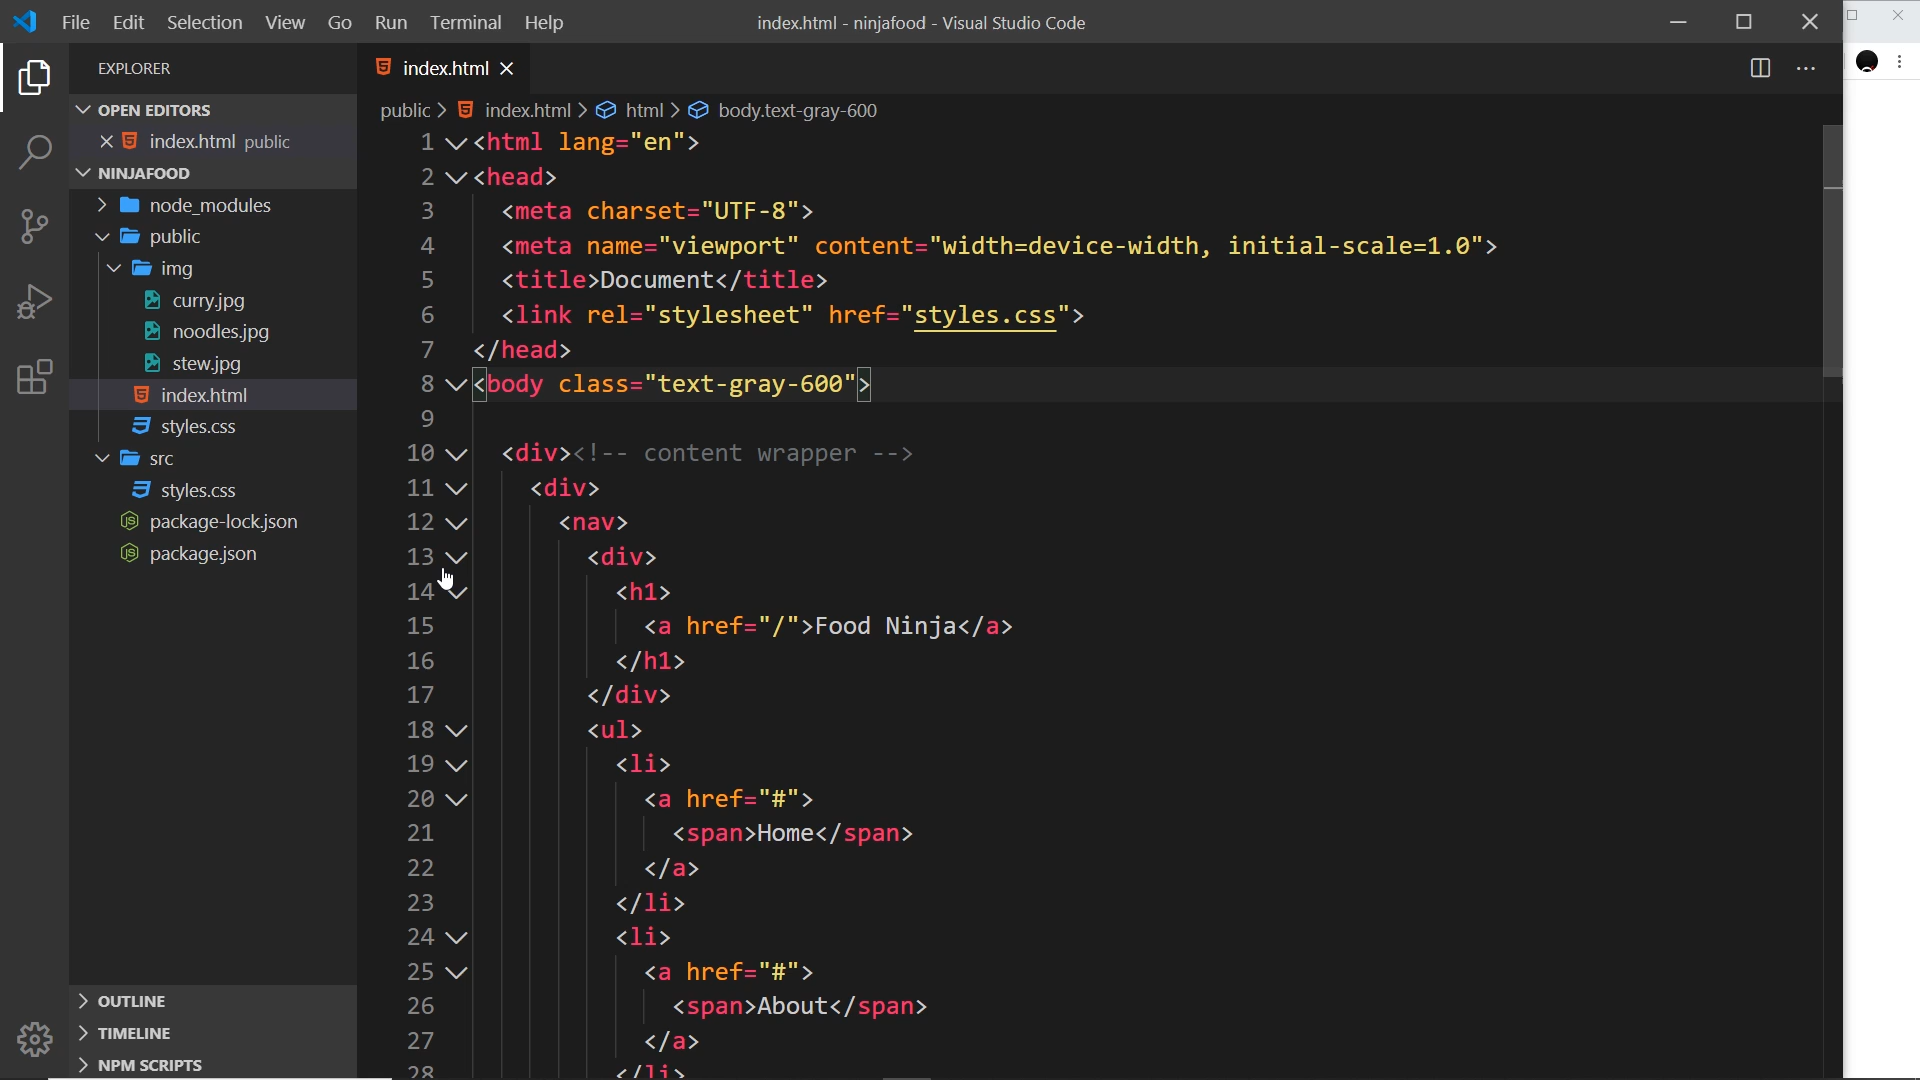 File Edit Selection View Go Run Terminal Help
index.html - ninjafood - Visual Studio Code
EXPLORER
OPEN EDITORS
index.html public
NINJAFOOD
node_modules
public
img
curry.jpg
noodles.jpg
stew.jpg
index.html
styles.css
src
styles.css
package-lock.json
package.json
OUTLINE
TIMELINE
NPM SCRIPTS
index.html
public > index.html > html > body.text-gray-600
1 <html lang="en">
2 <head>
3 <meta charset="UTF-8">
4 <meta name="viewport" content="width=device-width, initial-scale=1.0">
5 <title>Document</title>
6 <link rel="stylesheet" href="styles.css">
7 </head>
8 <body class="text-gray-600">
9
10 <div><!-- content wrapper -->
11 <div>
12 <nav>
13 <div>
14 <h1>
15 <a href="/">Food Ninja</a>
16 </h1>
17 </div>
18 <ul>
19 <li>
20 <a href="#">
21 <span>Home</span>
22 </a>
23 </li>
24 <li>
25 <a href="#">
26 <span>About</span>
27 </a>
28 </li>